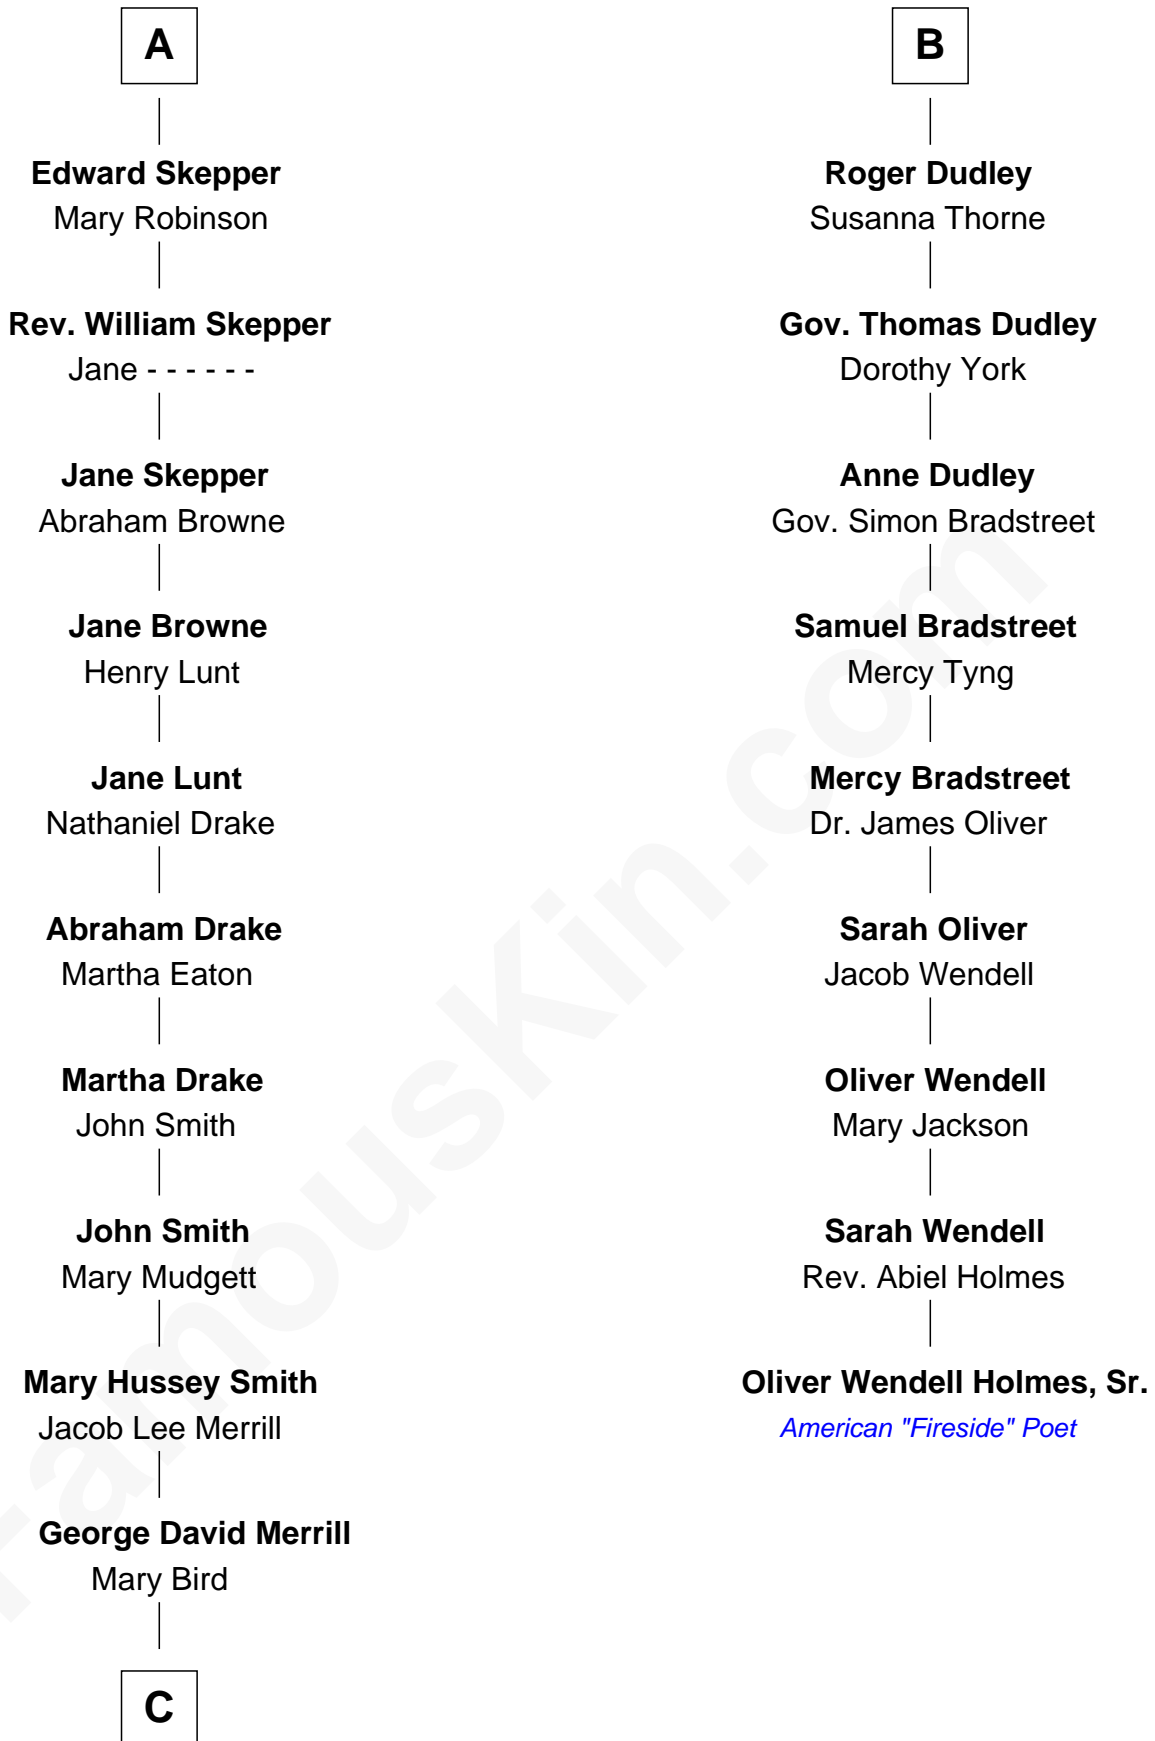 A
Edward Skepper
Mary Robinson
Rev. William Skepper
Jane - - - - - -
Jane Skepper
Abraham Browne
Jane Browne
Henry Lunt
Jane Lunt
Nathaniel Drake
Abraham Drake
Martha Eaton
Martha Drake
John Smith
John Smith
Mary Mudgett
Mary Hussey Smith
Jacob Lee Merrill
George David Merrill
Mary Bird
C
B
Roger Dudley
Susanna Thorne
Gov. Thomas Dudley
Dorothy York
Anne Dudley
Gov. Simon Bradstreet
Samuel Bradstreet
Mercy Tyng
Mercy Bradstreet
Dr. James Oliver
Sarah Oliver
Jacob Wendell
Oliver Wendell
Mary Jackson
Sarah Wendell
Rev. Abiel Holmes
Oliver Wendell Holmes, Sr.
American "Fireside" Poet
FamousKin.com